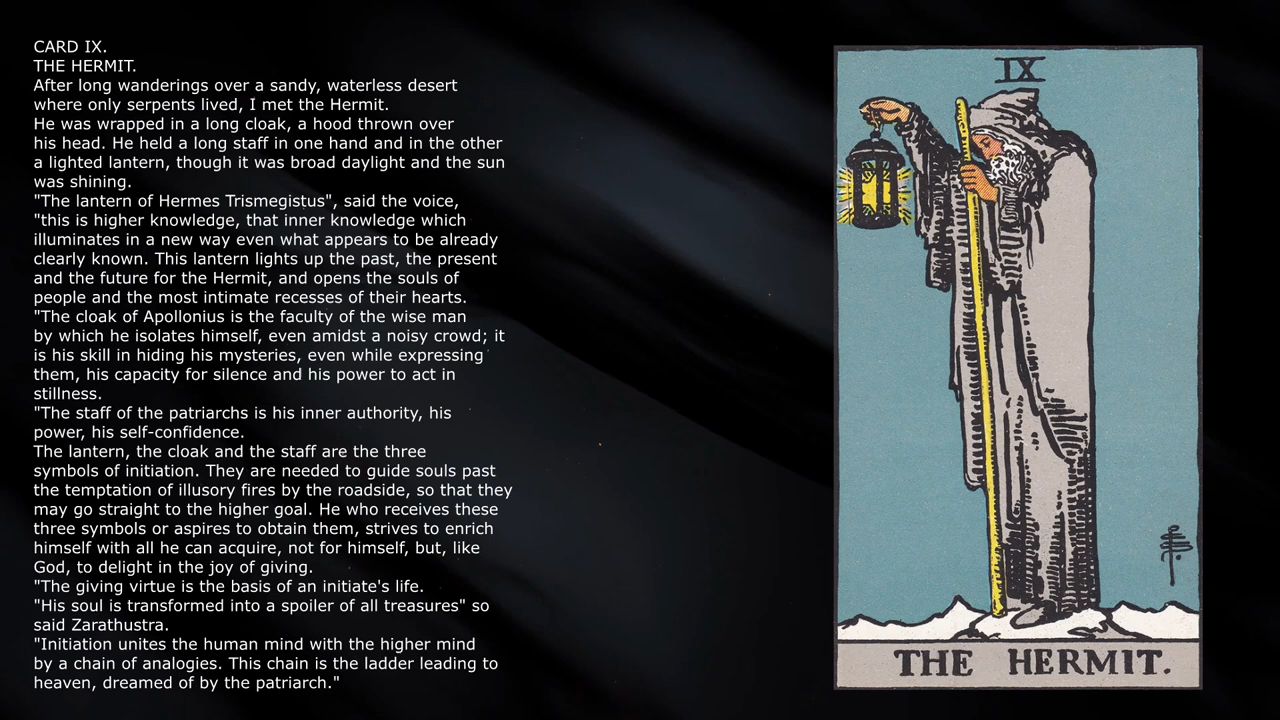 CARD IX.
THE HERMIT.
After long wanderings over a sandy, waterless desert
where only serpents lived, I met the Hermit.
He was wrapped in a long cloak, a hood thrown over
his head. He held a long staff in one hand and in the other
a lighted lantern, though it was broad daylight and the sun
was shining.
"The lantern of Hermes Trismegistus", said the voice,
"this is higher knowledge, that inner knowledge which
illuminates in a new way even what appears to be already
clearly known. This lantern lights up the past, the present
and the future for the Hermit, and opens the souls of
people and the most intimate recesses of their hearts.
"The cloak of Apollonius is the faculty of the wise man
by which he isolates himself, even amidst a noisy crowd; it
is his skill in hiding his mysteries, even while expressing
them, his capacity for silence and his power to act in
stillness.
"The staff of the patriarchs is his inner authority, his
power, his self-confidence.
The lantern, the cloak and the staff are the three
symbols of initiation. They are needed to guide souls past
the temptation of illusory fires by the roadside, so that they
may go straight to the higher goal. He who receives these
three symbols or aspires to obtain them, strives to enrich
himself with all he can acquire, not for himself, but, like
God, to delight in the joy of giving.
"The giving virtue is the basis of an initiate's life.
"His soul is transformed into a spoiler of all treasures" so
said Zarathustra.
"Initiation unites the human mind with the higher mind
by a chain of analogies. This chain is the ladder leading to
heaven, dreamed of by the patriarch."
IX
THE HERMIT.